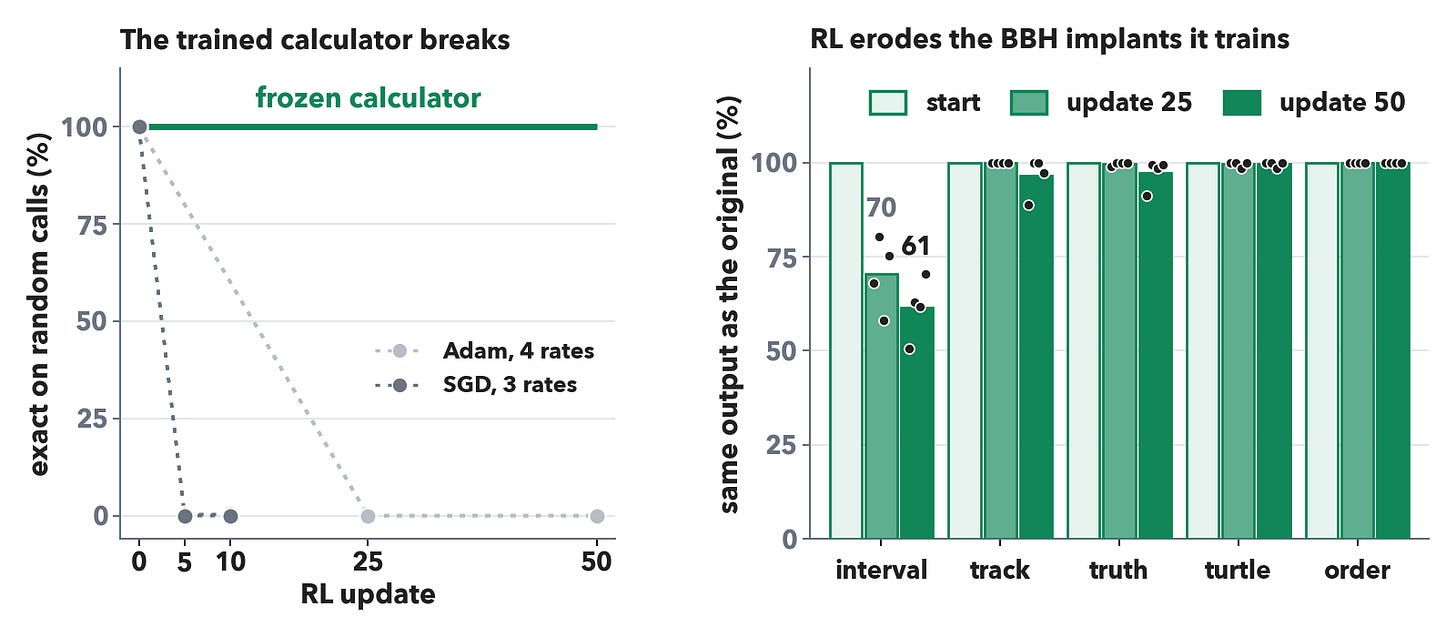 The trained calculator breaks
frozen calculator
exact on random calls (%)
100
75
50
25
0
Adam, 4 rates
SGD, 3 rates
0 5 10 25 50
RL update
RL erodes the BBH implants it trains
start update 25 update 50
same output as the original (%)
100
75
50
25
0
70
61
interval track truth turtle order